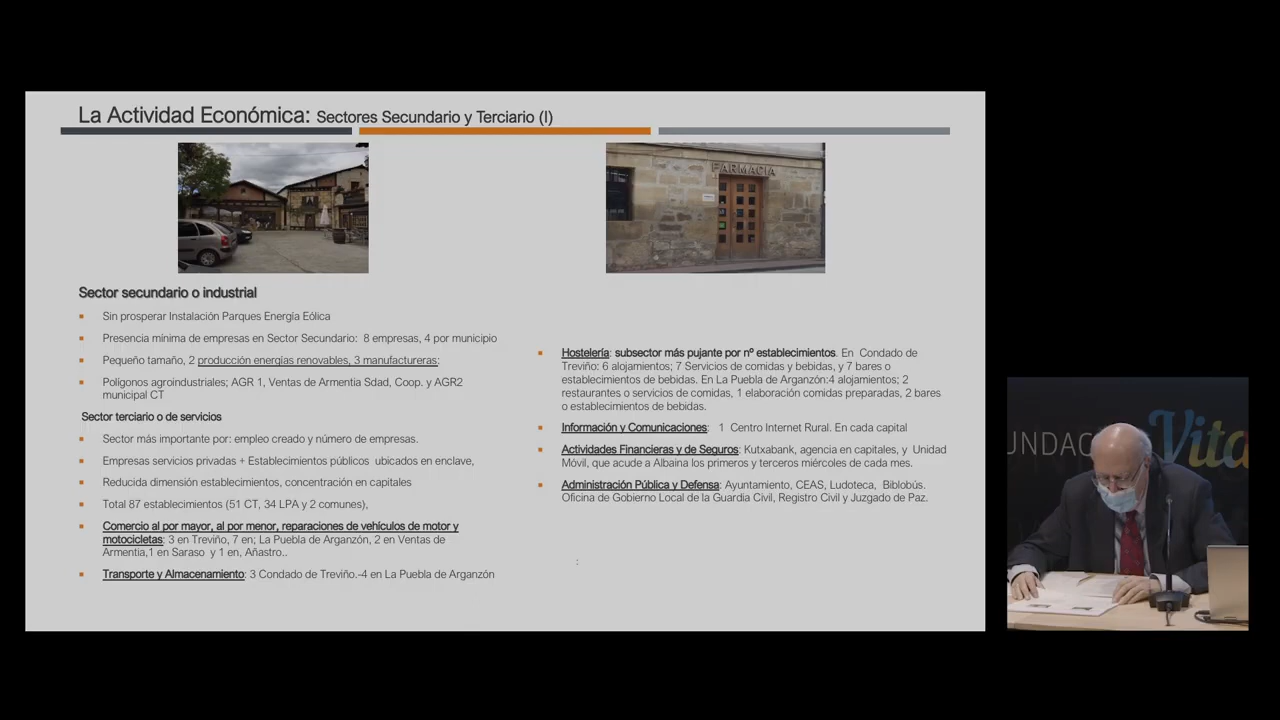 La Actividad Económica: Sectores Secundario y Terciario (I)
FARMACIA
Sector secundario o industrial
Sin prosperar Instalación Parques Energía Eólica
Presencia mínima de empresas en Sector Secundario: 8 empresas, 4 por municipio
Pequeño tamaño, 2 producción energías renovables, 3 manufactureras:
Polígonos agroindustriales; AGR 1, Ventas de Armentia Sdad, Coop. y AGR2
municipal CT
Sector terciario o de servicios
Sector más importante por: empleo creado y número de empresas.
Empresas servicios privadas + Establecimientos públicos ubicados en enclave,
Reducida dimensión establecimientos, concentración en capitales
Total 87 establecimientos (51 CT, 34 LPA y 2 comunes),
Comercio al por mayor, al por menor, reparaciones de vehículos de motor y
motocicletas: 3 en Treviño, 7 en; La Puebla de Arganzón, 2 en Ventas de
Armentia,1 en Saraso y 1 en, Añastro..
Transporte y Almacenamiento: 3 Condado de Treviño.-4 en La Puebla de Arganzón
Hostelería: subsector más pujante por nº establecimientos. En Condado de
Treviño: 6 alojamientos; 7 Servicios de comidas y bebidas, y 7 bares o
establecimientos de bebidas. En La Puebla de Arganzón:4 alojamientos; 2
restaurantes o servicios de comidas, 1 elaboración comidas preparadas, 2 bares
o establecimientos de bebidas.
Información y Comunicaciones: 1 Centro Internet Rural. En cada capital
Actividades Financieras y de Seguros: Kutxabank, agencia en capitales, y Unidad
Móvil, que acude a Albaina los primeros y terceros miércoles de cada mes.
Administración Pública y Defensa: Ayuntamiento, CEAS, Ludoteca, Biblobús.
Oficina de Gobierno Local de la Guardia Civil, Registro Civil y Juzgado de Paz.
:
UNDAC
Vita